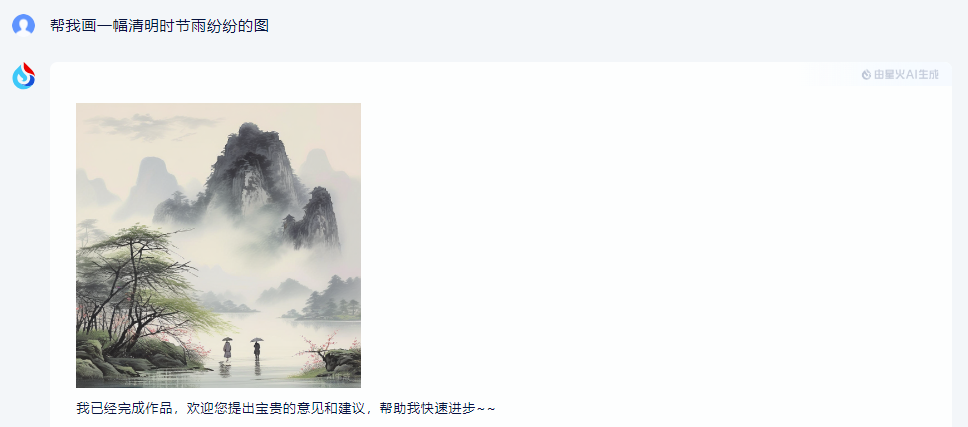 帮我画一幅清明时节雨纷纷的图
由星火AI生成
我已经完成作品，欢迎您提出宝贵的意见和建议，帮助我快速进步~~